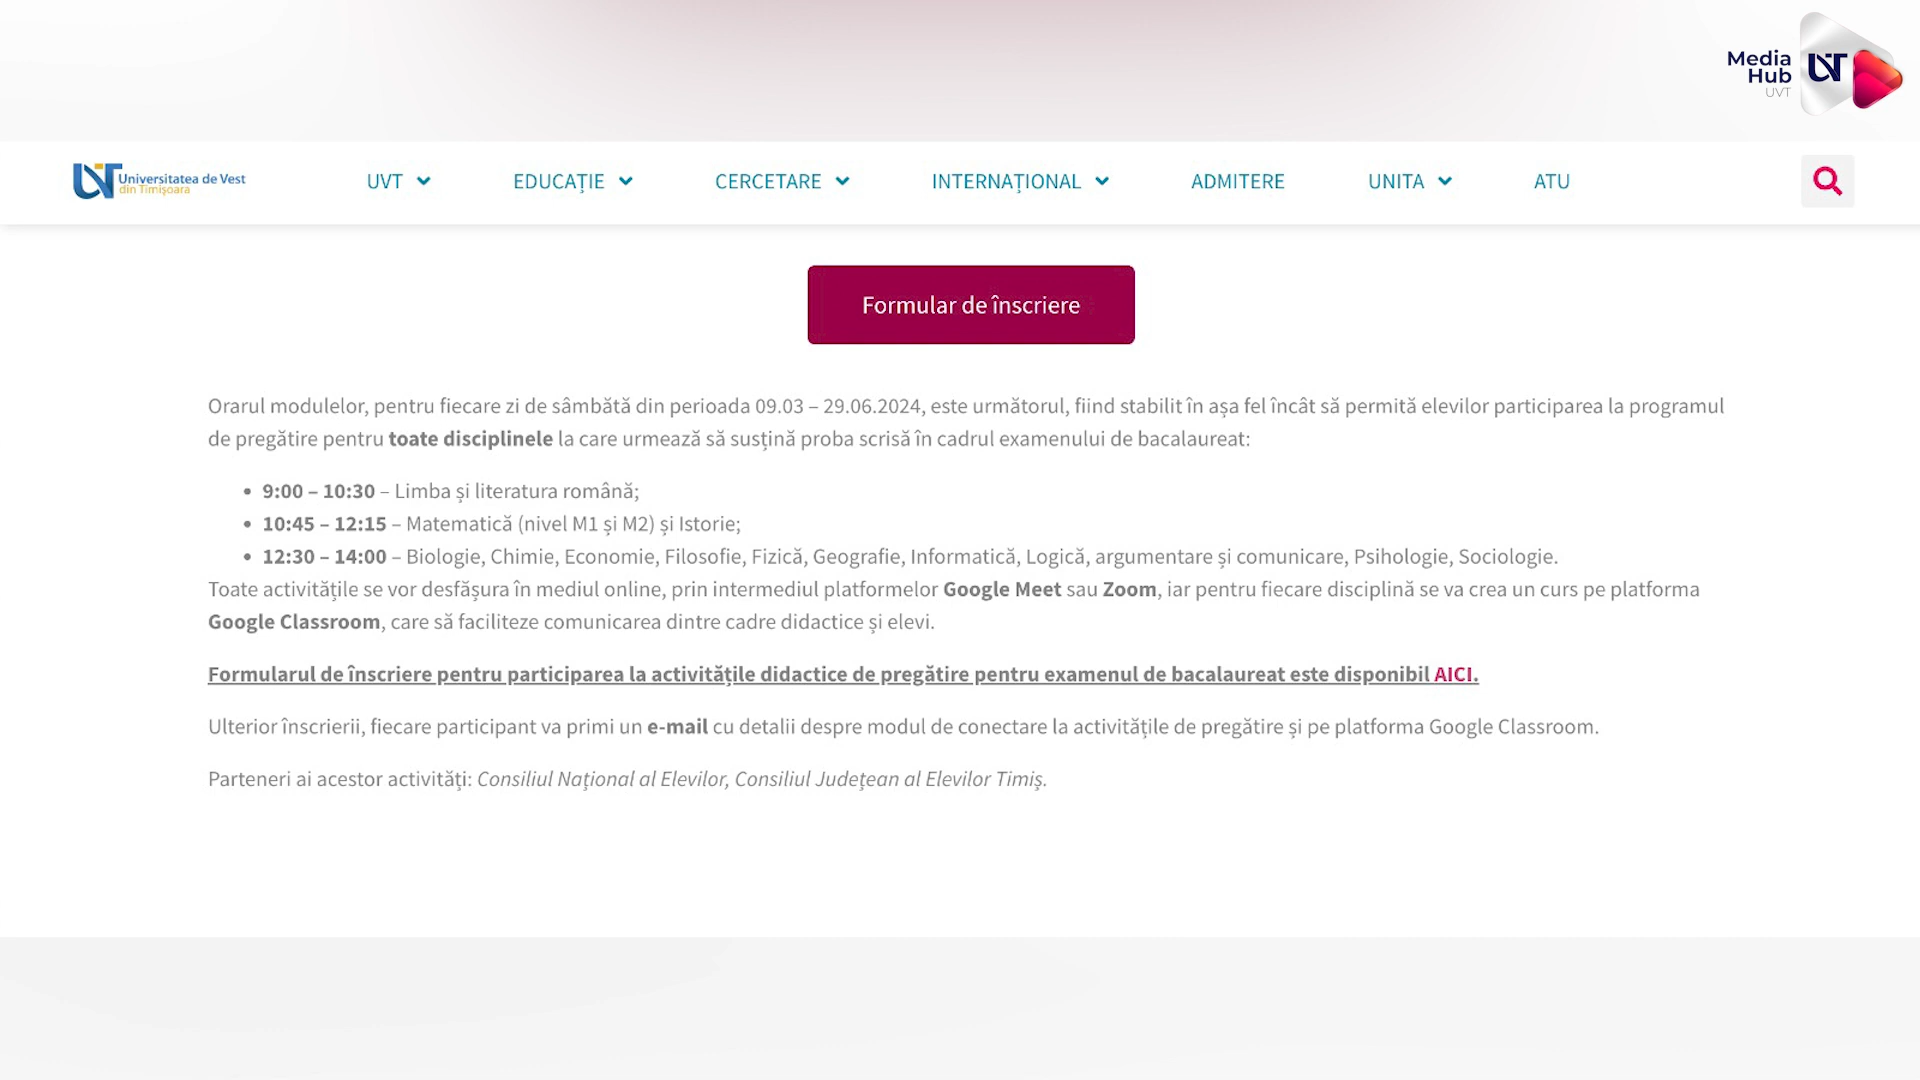 Media
Hub
UVT
UVT
Universitatea de Vest
din Timișoara
UVT
EDUCAȚIE
CERCETARE
INTERNAȚIONAL
ADMITERE
UNITA
ATU
Formular de înscriere
Orarul modulelor, pentru fiecare zi de sâmbătă din perioada 09.03 – 29.06.2024, este următorul, fiind stabilit în așa fel încât să permită elevilor participarea la programul
de pregătire pentru toate disciplinele la care urmează să susțină proba scrisă în cadrul examenului de bacalaureat:
• 9:00 – 10:30 – Limba și literatura română;
• 10:45 – 12:15 – Matematică (nivel M1 și M2) și Istorie;
• 12:30 – 14:00 – Biologie, Chimie, Economie, Filosofie, Fizică, Geografie, Informatică, Logică, argumentare și comunicare, Psihologie, Sociologie.
Toate activitățile se vor desfășura în mediul online, prin intermediul platformelor Google Meet sau Zoom, iar pentru fiecare disciplină se va crea un curs pe platforma
Google Classroom, care să faciliteze comunicarea dintre cadre didactice și elevi.
Formularul de înscriere pentru participarea la activitățile didactice de pregătire pentru examenul de bacalaureat este disponibil AICI.
Ulterior înscrierii, fiecare participant va primi un e-mail cu detalii despre modul de conectare la activitățile de pregătire și pe platforma Google Classroom.
Parteneri ai acestor activități: Consiliul Național al Elevilor, Consiliul Județean al Elevilor Timiș.